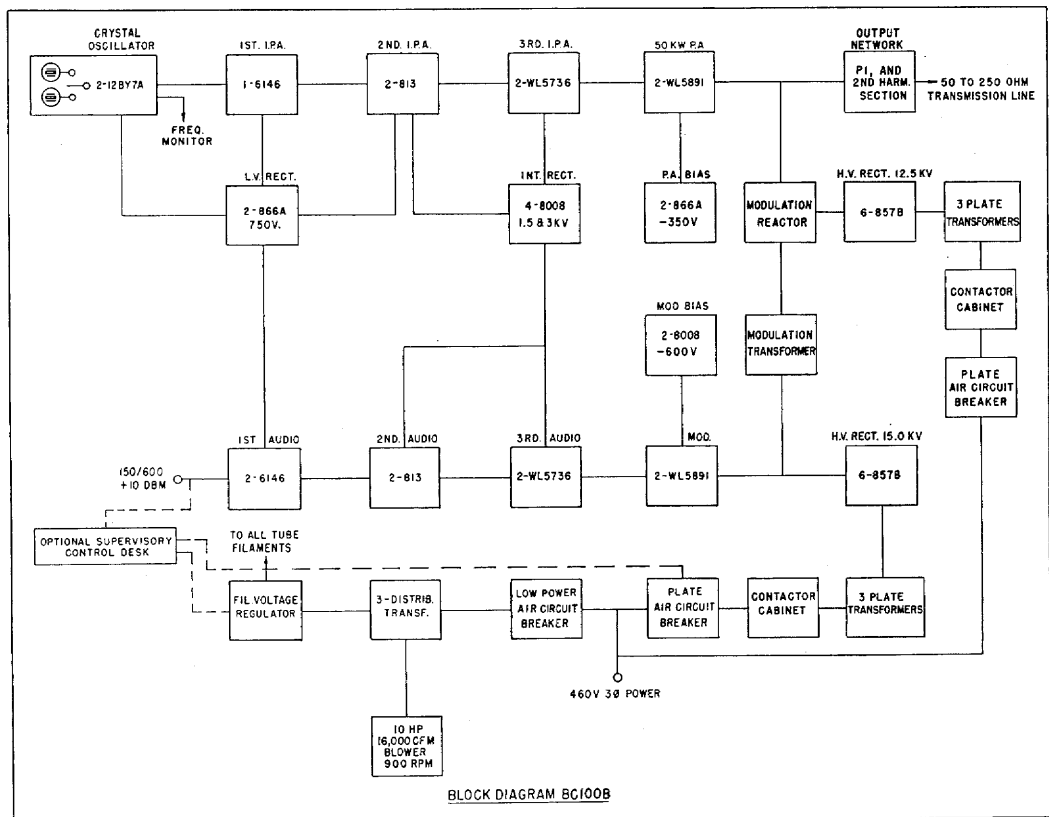 CRYSTAL
OSCILLATOR
2-12BY7A
FREQ.
MONITOR
1ST. I.P.A.
1-6146
2ND. I.P.A.
2-813
3RD. I.P.A.
2-WL5736
50 KW P.A
2-WL5891
OUTPUT
NETWORK
P1, AND
2ND HARM.
SECTION
50 TO 250 OHM
TRANSMISSION LINE
L.V. RECT.
2-866A
750V.
INT. RECT.
4-8008
1.5 & 3KV
P.A. BIAS
2-866A
-350V
MODULATION
REACTOR
H.V. RECT. 12.5 KV
6-857B
3 PLATE
TRANSFORMERS
CONTACTOR
CABINET
PLATE
AIR CIRCUIT
BREAKER
MOD BIAS
2-8008
-600V
MODULATION
TRANSFORMER
150/600
+10 DBM
1ST AUDIO
2-6146
2ND. AUDIO
2-813
3RD. AUDIO
2-WL5736
MOD.
2-WL5891
H.V. RECT. 15.0 KV
6-857B
OPTIONAL SUPERVISORY
CONTROL DESK
TO ALL TUBE
FILAMENTS
FIL. VOLTAGE
REGULATOR
3-DISTRIB.
TRANSF.
LOW POWER
AIR CIRCUIT
BREAKER
PLATE
AIR CIRCUIT
BREAKER
CONTACTOR
CABINET
3 PLATE
TRANSFORMERS
460V 3Ø POWER
10 HP
16,000 CFM
BLOWER
900 RPM
BLOCK DIAGRAM BC100B